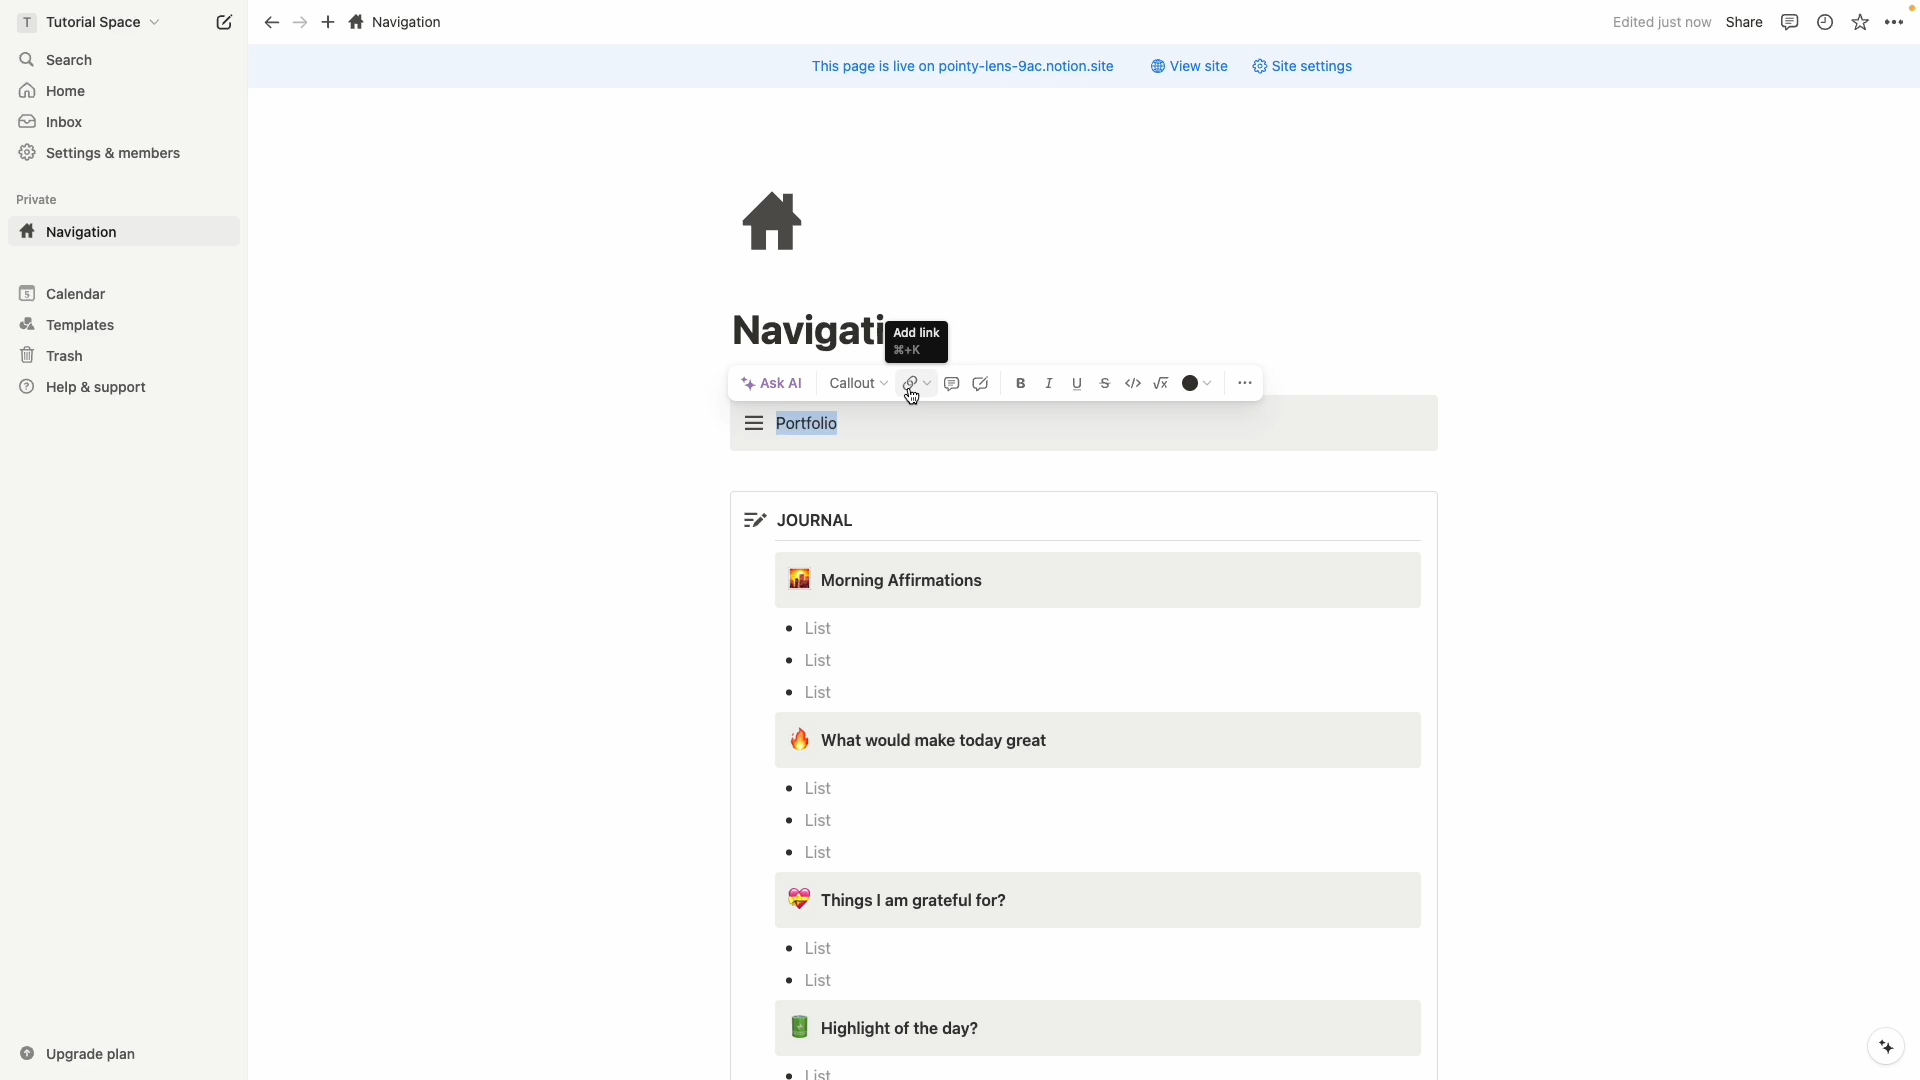 T Tutorial Space
Search
Home
Inbox
Settings & members
Private
Navigation
5 Calendar
Templates
Trash
Help & support
Upgrade plan
Navigation
Edited just now Share
This page is live on pointy-lens-9ac.notion.site View site Site settings
Navigati
Add link
⌘+K
Ask AI Callout B I U S </> √x
Portfolio
JOURNAL
Morning Affirmations
• List
• List
• List
What would make today great
• List
• List
• List
Things I am grateful for?
• List
• List
Highlight of the day?
• List